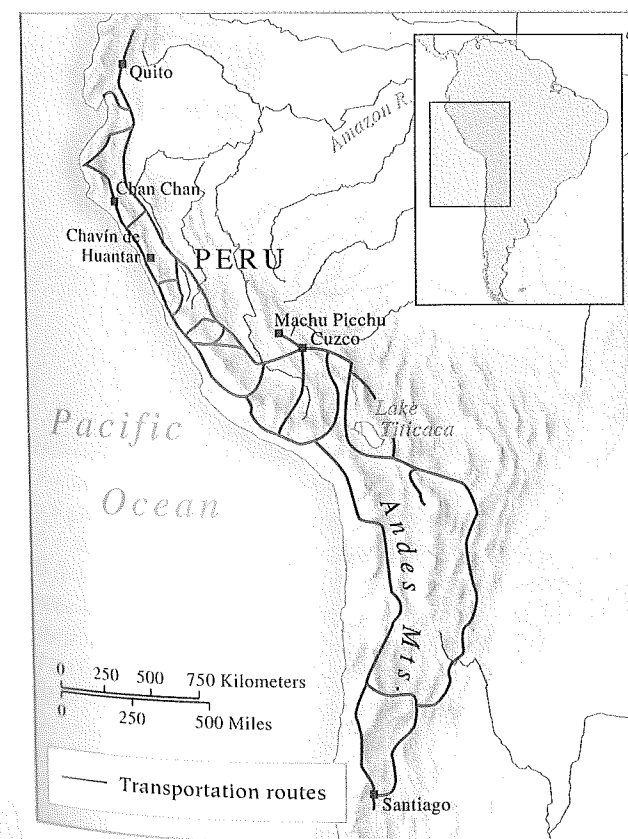 Quito
Amazon R.
Chan Chan
Chavín de
Huantar
PERU
Machu Picchu
Cuzco
Lake
Titicaca
Pacific
Ocean
Andes Mts.
0 250 500 750 Kilometers
0 250 500 Miles
Transportation routes
Santiago